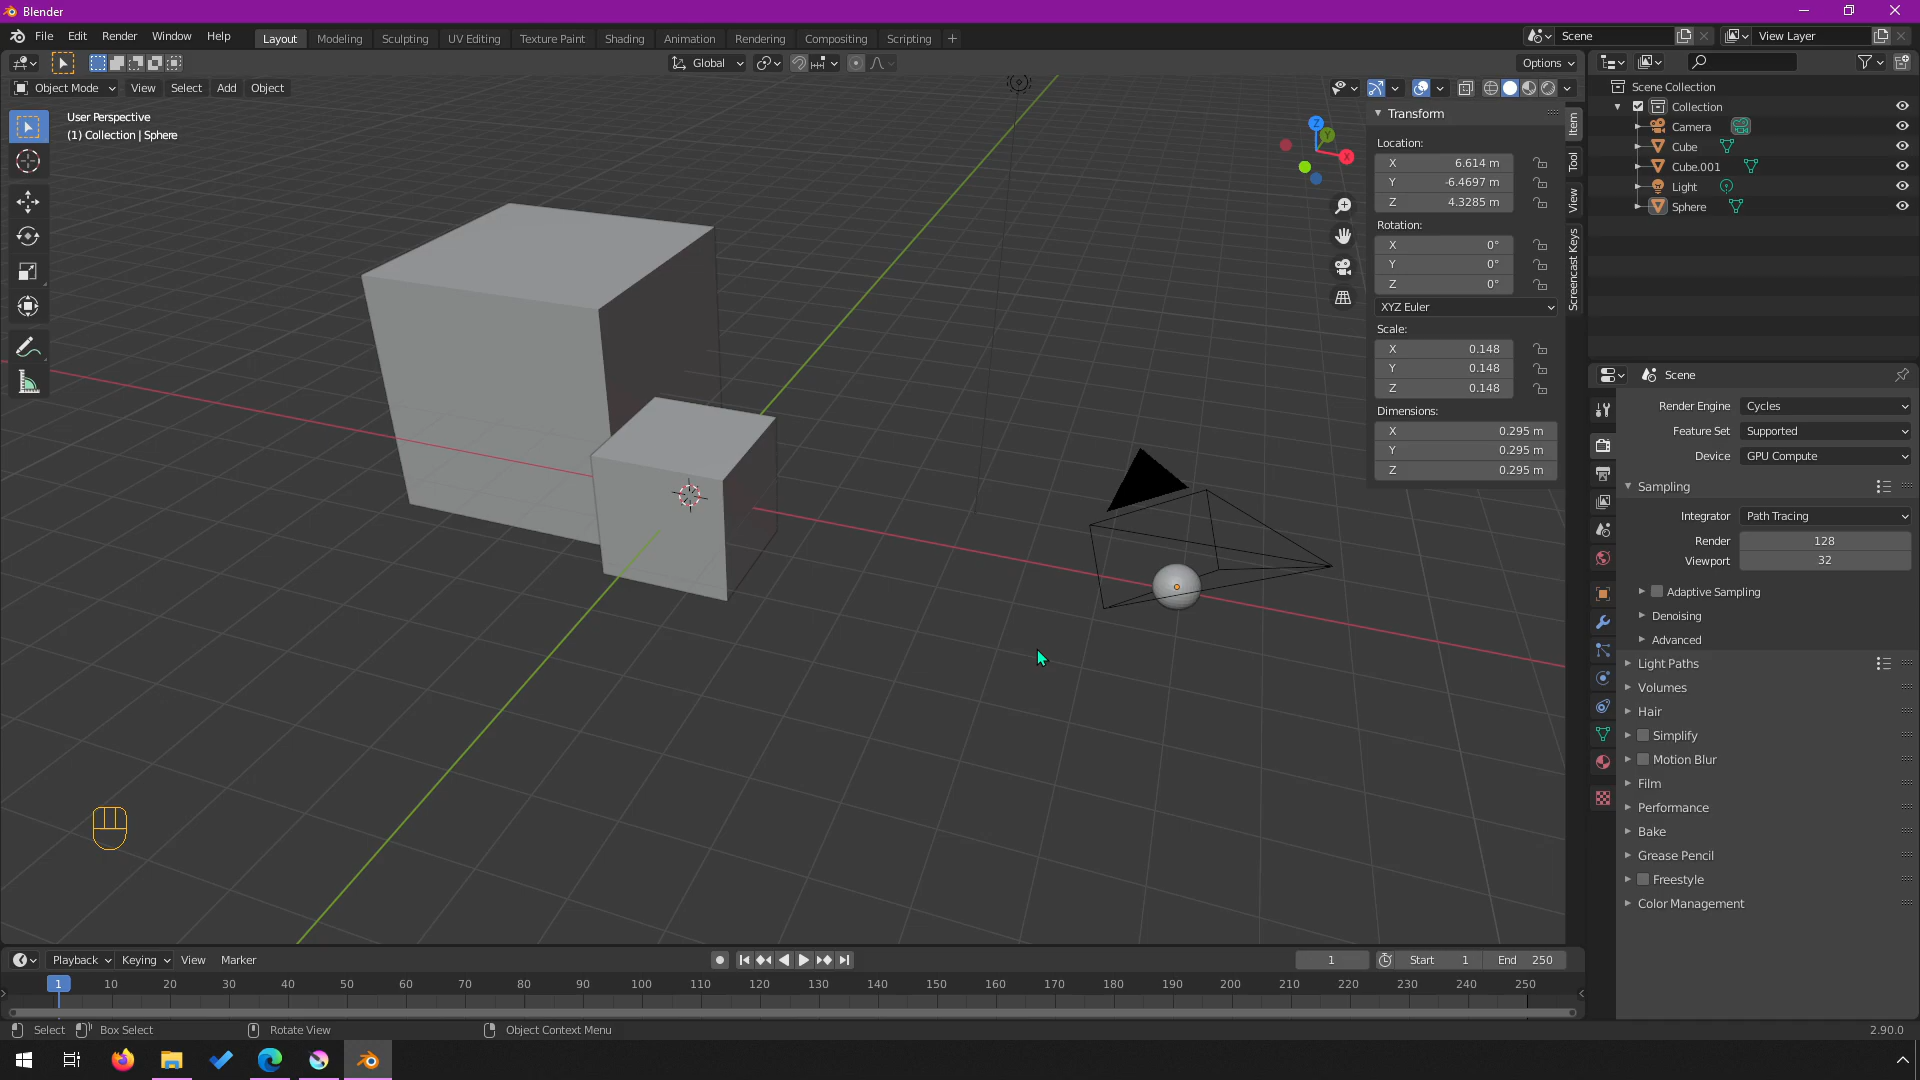 Blender
File Edit Render Window Help Layout Modeling Sculpting UV Editing Texture Paint Shading Animation Rendering Compositing Scripting + Scene View Layer
Global Options
Object Mode View Select Add Object
User Perspective
(1) Collection | Sphere
Z
Y
X
Transform
Location:
X 6.614 m
Y -6.4697 m
Z 4.3285 m
Rotation:
X 0°
Y 0°
Z 0°
XYZ Euler
Scale:
X 0.148
Y 0.148
Z 0.148
Dimensions:
X 0.295 m
Y 0.295 m
Z 0.295 m
Item
Tool
View
Screencast Keys
Scene Collection
Collection
Camera
Cube
Cube.001
Light
Sphere
Scene
Render Engine Cycles
Feature Set Supported
Device GPU Compute
Sampling
Integrator Path Tracing
Render 128
Viewport 32
Adaptive Sampling
Denoising
Advanced
Light Paths
Volumes
Hair
Simplify
Motion Blur
Film
Performance
Bake
Grease Pencil
Freestyle
Color Management
Playback Keying View Marker 1 Start 1 End 250
1 10 20 30 40 50 60 70 80 90 100 110 120 130 140 150 160 170 180 190 200 210 220 230 240 250
Select Box Select Rotate View Object Context Menu 2.90.0